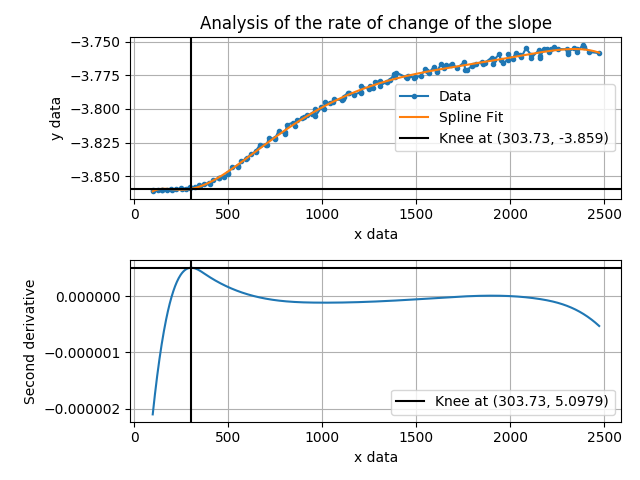 Analysis of the rate of change of the slope
−3.750
−3.775
−3.800
−3.825
−3.850
y data
Data
Spline Fit
Knee at (303.73, -3.859)
0 500 1000 1500 2000 2500
x data
0.000000
−0.000001
−0.000002
Second derivative
Knee at (303.73, 5.0979)
0 500 1000 1500 2000 2500
x data